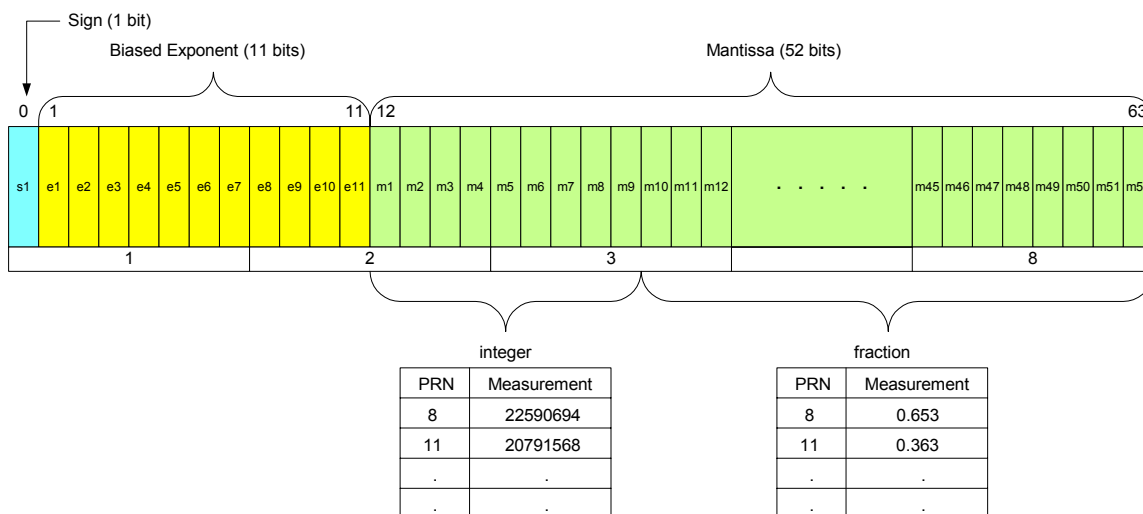 Sign (1 bit)
Biased Exponent (11 bits)
Mantissa (52 bits)
0 1 11 12 63
s1 e1 e2 e3 e4 e5 e6 e7 e8 e9 e10 e11 m1 m2 m3 m4 m5 m6 m7 m8 m9 m10 m11 m12 . . . . . m45 m46 m47 m48 m49 m50 m51
1 2 3 8
integer
fraction
PRN Measurement
8 22590694
11 20791568
. .
. .
PRN Measurement
8 0.653
11 0.363
. .
. .